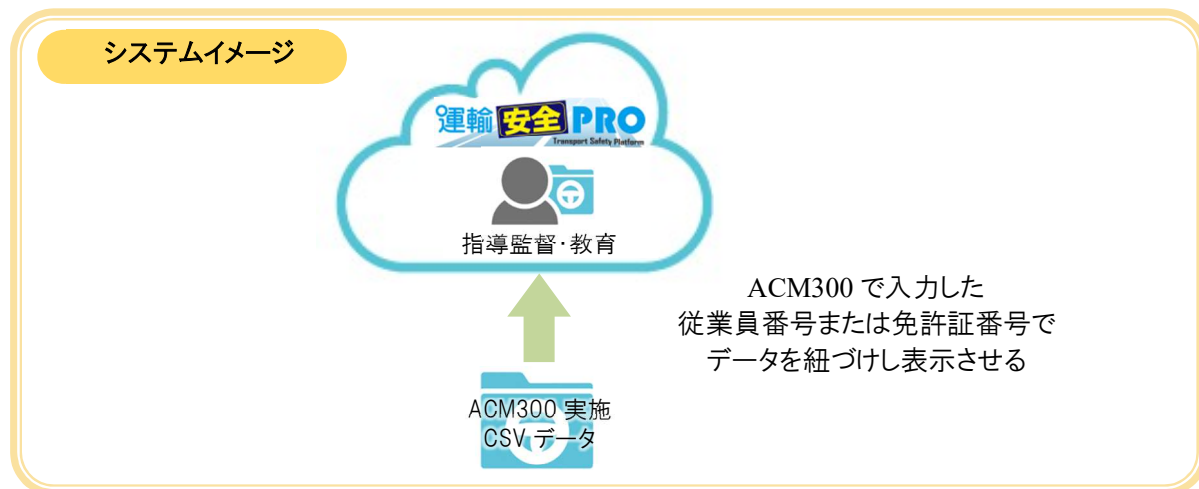 システムイメージ
運輸安全PRO
Transport Safety Platform
指導監督・教育
ACM300 で入力した
従業員番号または免許証番号で
データを紐づけし表示させる
ACM300 実施
CSV データ